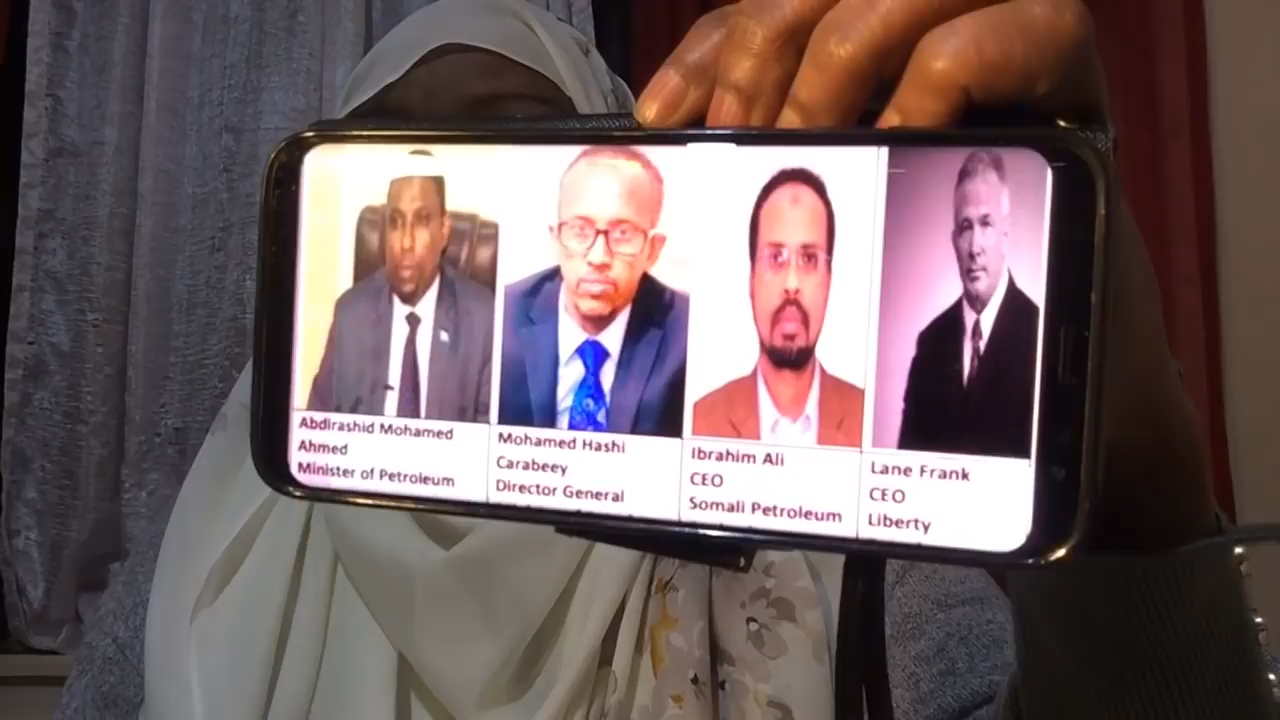 Abdirashid Mohamed
Ahmed
Minister of Petroleum
Mohamed Hashi
Carabeey
Director General
Ibrahim Ali
CEO
Somali Petroleum
Lane Frank
CEO
Liberty